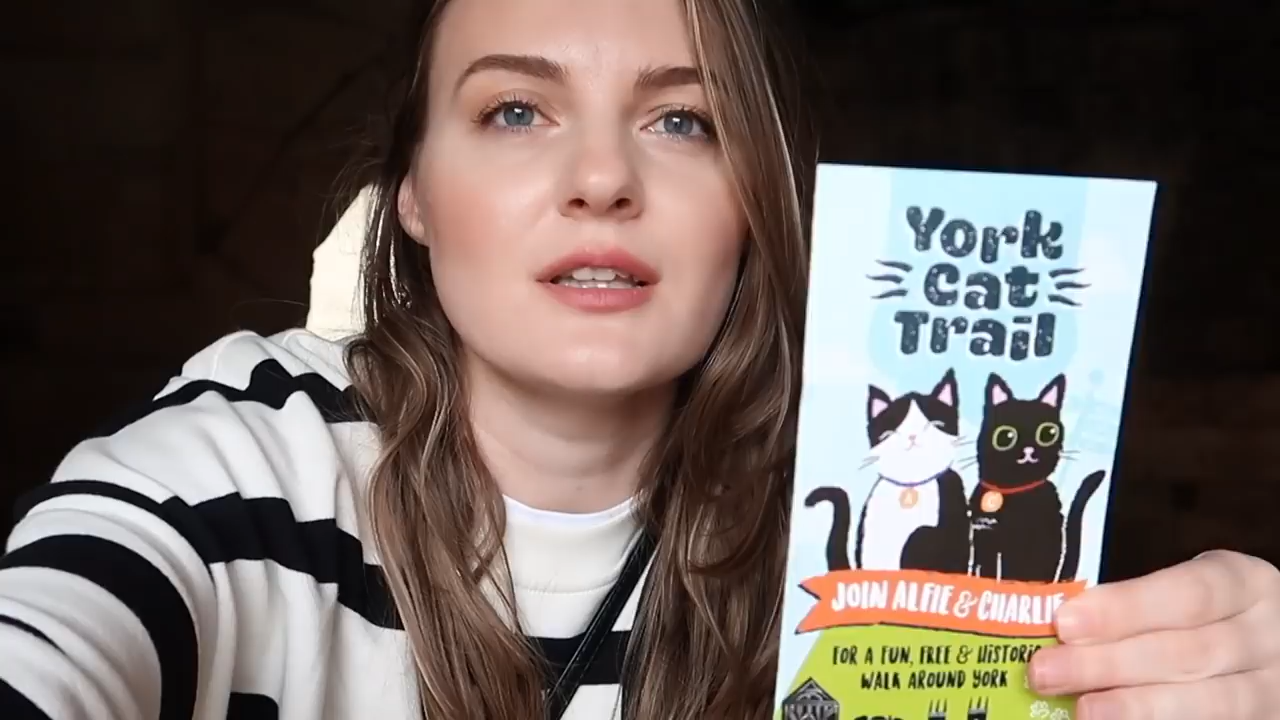 York
Cat
Trail
JOIN ALFIE & CHARLIE
FOR A FUN, FREE & HISTORIC
WALK AROUND YORK